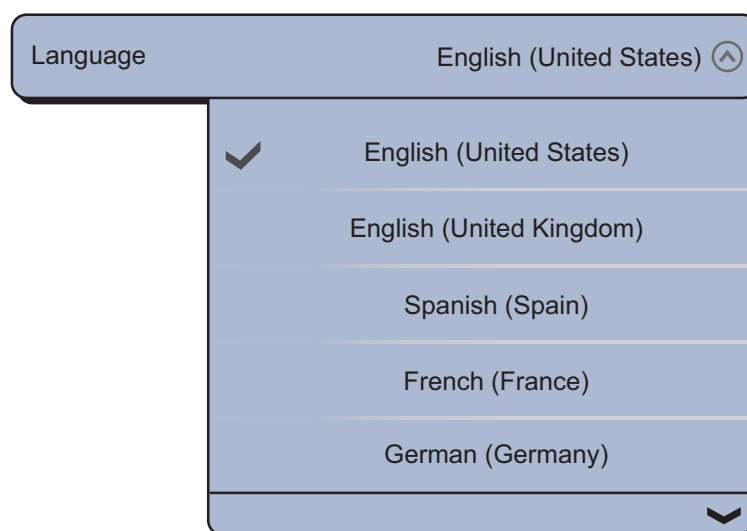 Language English (United States)
English (United States)
English (United Kingdom)
Spanish (Spain)
French (France)
German (Germany)